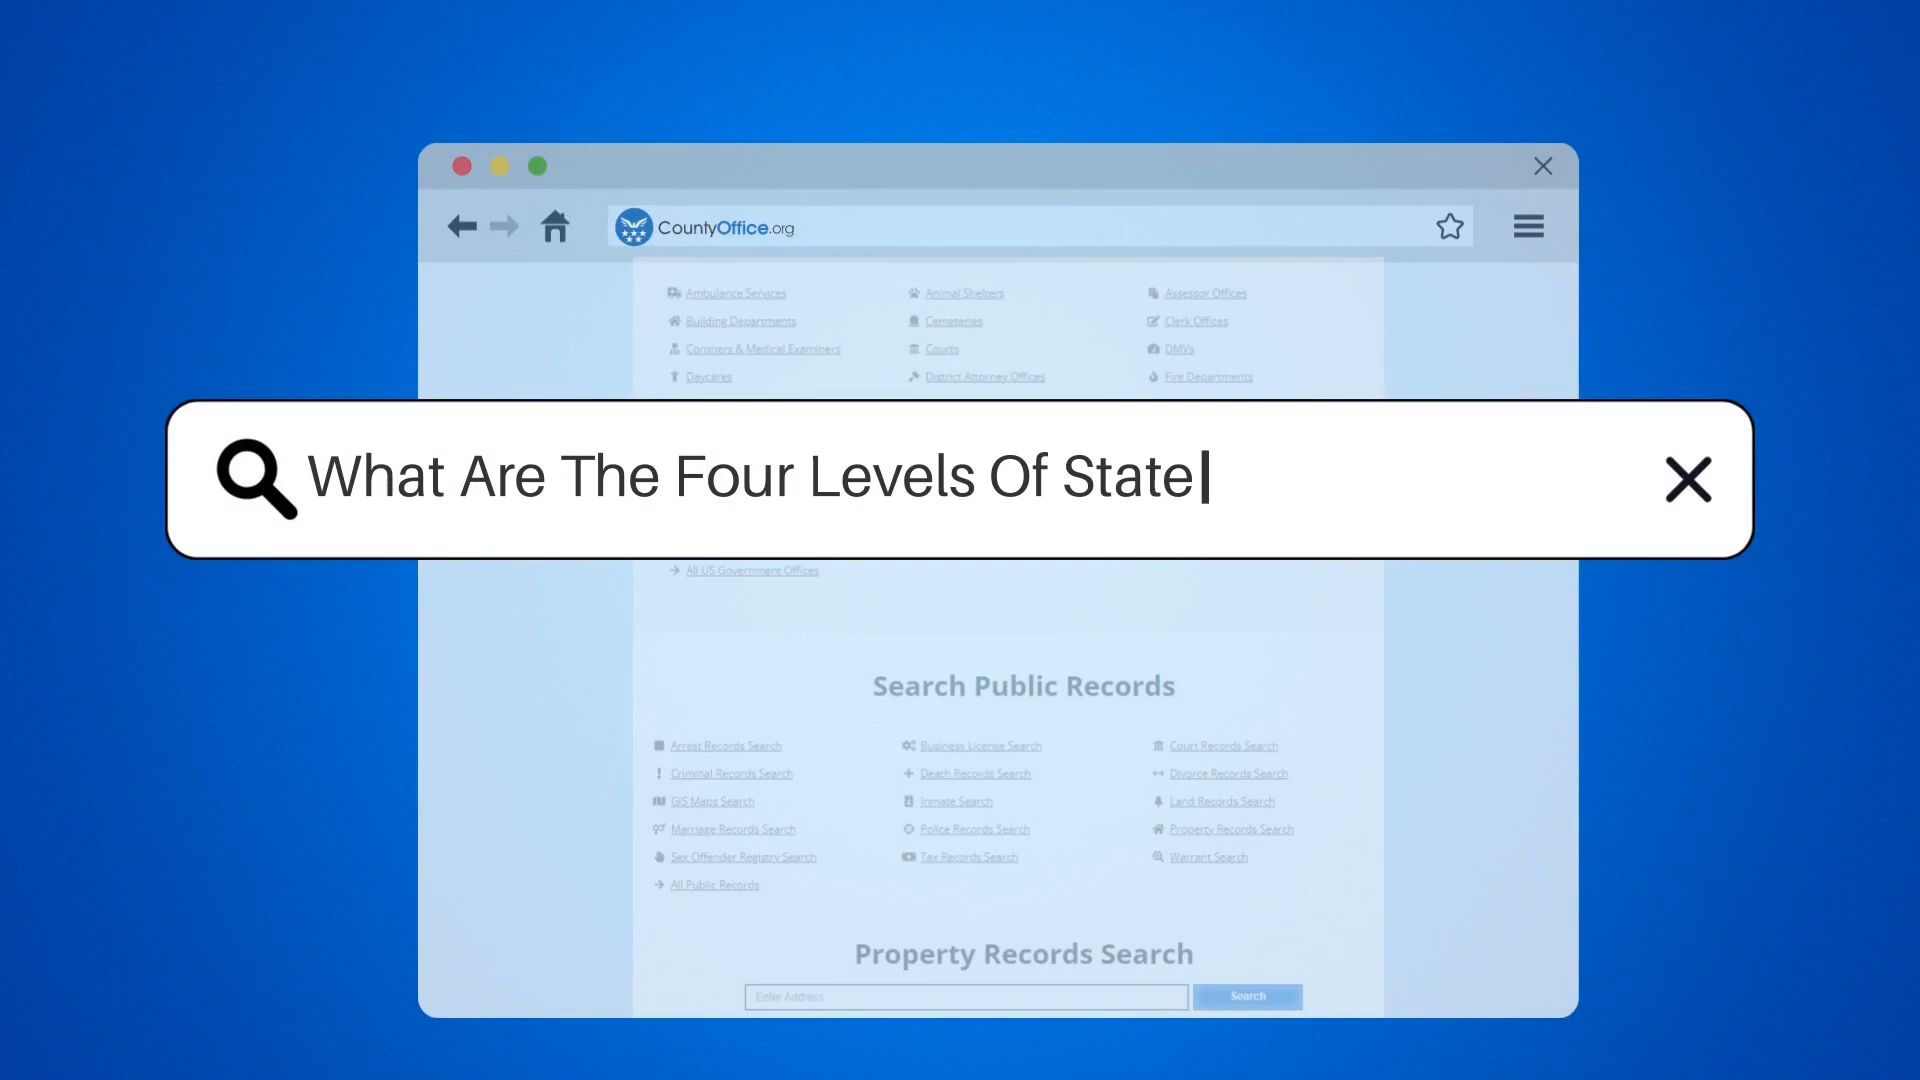 CountyOffice.org
Ambulance Services
Animal Shelters
Assessor Offices
Building Departments
Cemeteries
Clerk Offices
Coroners & Medical Examiners
Courts
DMVs
Daycares
District Attorney Offices
Fire Departments
What Are The Four Levels Of State
All US Government Offices
Search Public Records
Arrest Records Search
Business License Search
Court Records Search
Criminal Records Search
Death Records Search
Divorce Records Search
GIS Maps Search
Inmate Search
Land Records Search
Marriage Records Search
Police Records Search
Property Records Search
Sex Offender Registry Search
Tax Records Search
Warrant Search
All Public Records
Property Records Search
Enter Address
Search